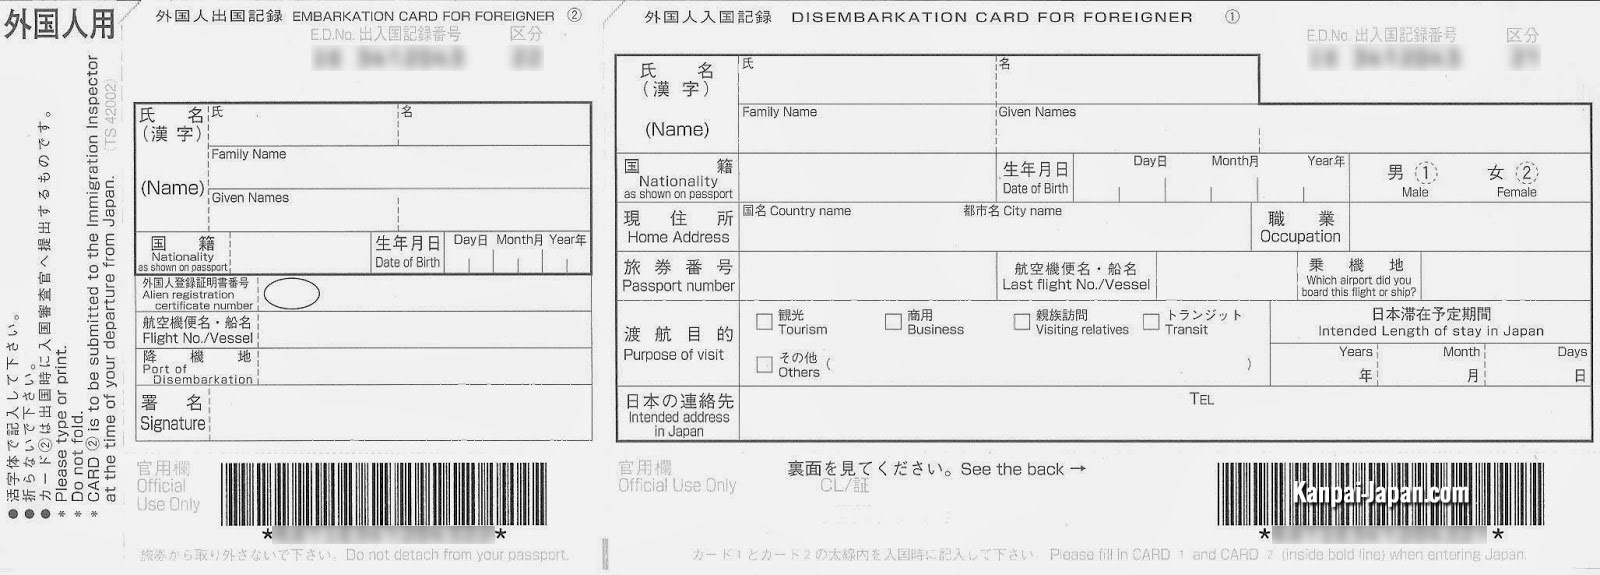 外国人用
● 活字体で記入して下さい。
● 折らないで下さい。
● カード②は出国時に入国審査官へ提出するものです。
* Please type or print.
* Do not fold.
* CARD ② is to be submitted to the Immigration Inspector
at the time of your departure from Japan. (TS 42002)
外国人出国記録 EMBARKATION CARD FOR FOREIGNER ②
E.D.No. 出入国記録番号 区分
氏 名
(漢 字)
(Name)
氏 名
Family Name
Given Names
国 籍
Nationality
as shown on passport
生年月日
Date of Birth
Day日 Month月 Year年
外国人登録証明書番号
Alien registration
certificate number
航空機便名・船名
Flight No./Vessel
降 機 地
Port of
Disembarkation
署 名
Signature
官用欄
Official
Use Only
* *
旅券から取り外さないで下さい。Do not detach from your passport.
外国人入国記録 DISEMBARKATION CARD FOR FOREIGNER ①
E.D.No. 出入国記録番号 区分
氏 名
(漢 字)
(Name)
氏 名
Family Name Given Names
国 籍
Nationality
as shown on passport
生年月日
Date of Birth
Day日 Month月 Year年
男 ① 女 ②
Male Female
現 住 所
Home Address
国名 Country name 都市名 City name
職 業
Occupation
旅 券 番 号
Passport number
航空機便名・船名
Last flight No./Vessel
乗 機 地
Which airport did you
board this flight or ship?
渡 航 目 的
Purpose of visit
□ 観光
Tourism
□ 商用
Business
□ 親族訪問
Visiting relatives
□ トランジット
Transit
□ その他
Others ( )
日本滞在予定期間
Intended Length of stay in Japan
Years Month Days
年 月 日
日本の連絡先
Intended address
in Japan
TEL
官用欄
Official Use Only
裏面を見てください。See the back →
CL/証
Kanpai-Japan.com
* *
カード1とカード2の太線内を入国時に記入して下さい。 Please fill in CARD 1 and CARD 2 (inside bold line) when entering Japan.